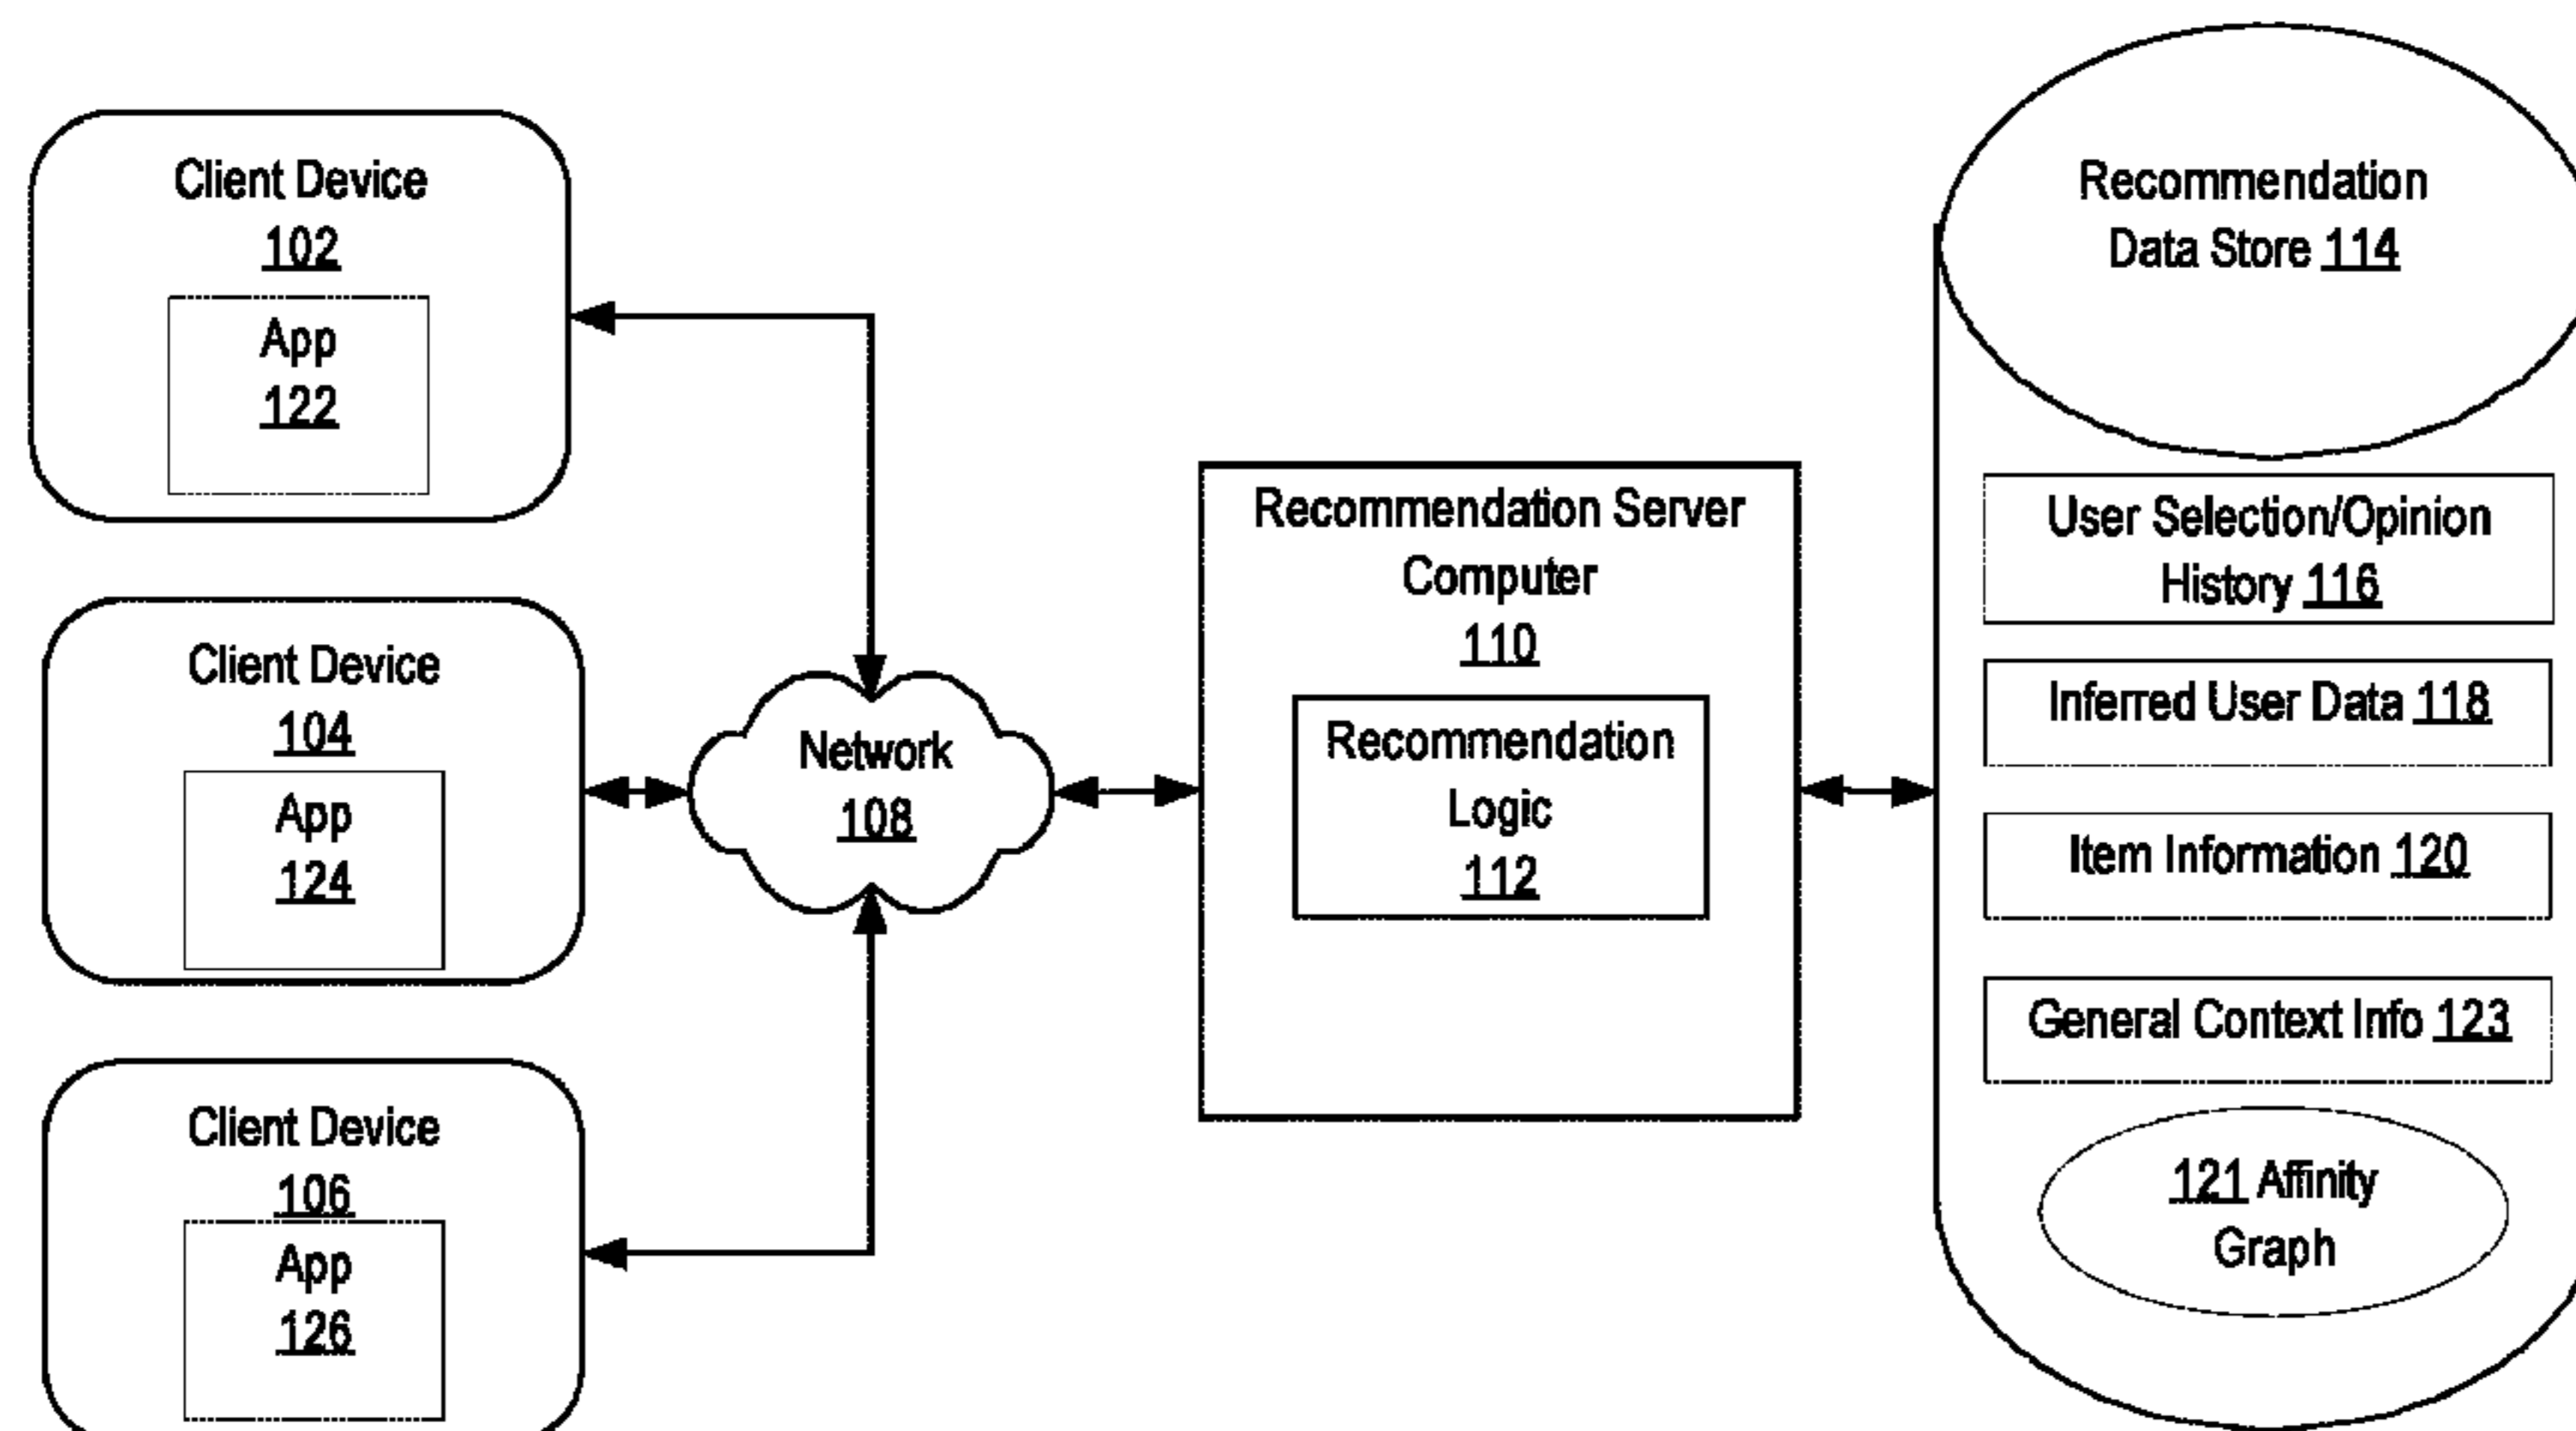 Client Device
102
App
122
Client Device
104
App
124
Client Device
106
App
126
Network
108
Recommendation Server
Computer
110
Recommendation
Logic
112
Recommendation
Data Store 114
User Selection/Opinion
History 116
Inferred User Data 118
Item Information 120
General Context Info 123
121 Affinity
Graph